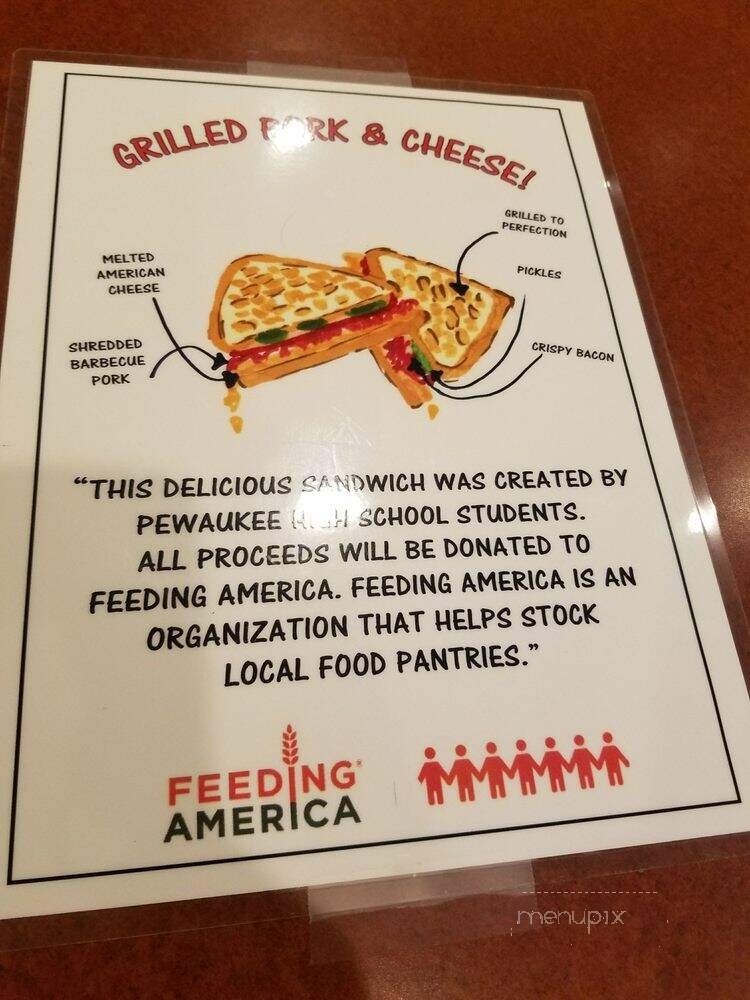 GRILLED PORK & CHEESE!
GRILLED TO
PERFECTION
MELTED
AMERICAN
CHEESE
PICKLES
SHREDDED
BARBECUE
PORK
CRISPY BACON
“THIS DELICIOUS SANDWICH WAS CREATED BY
PEWAUKEE HIGH SCHOOL STUDENTS.
ALL PROCEEDS WILL BE DONATED TO
FEEDING AMERICA. FEEDING AMERICA IS AN
ORGANIZATION THAT HELPS STOCK
LOCAL FOOD PANTRIES.”
FEEDING®
AMERICA
menupix